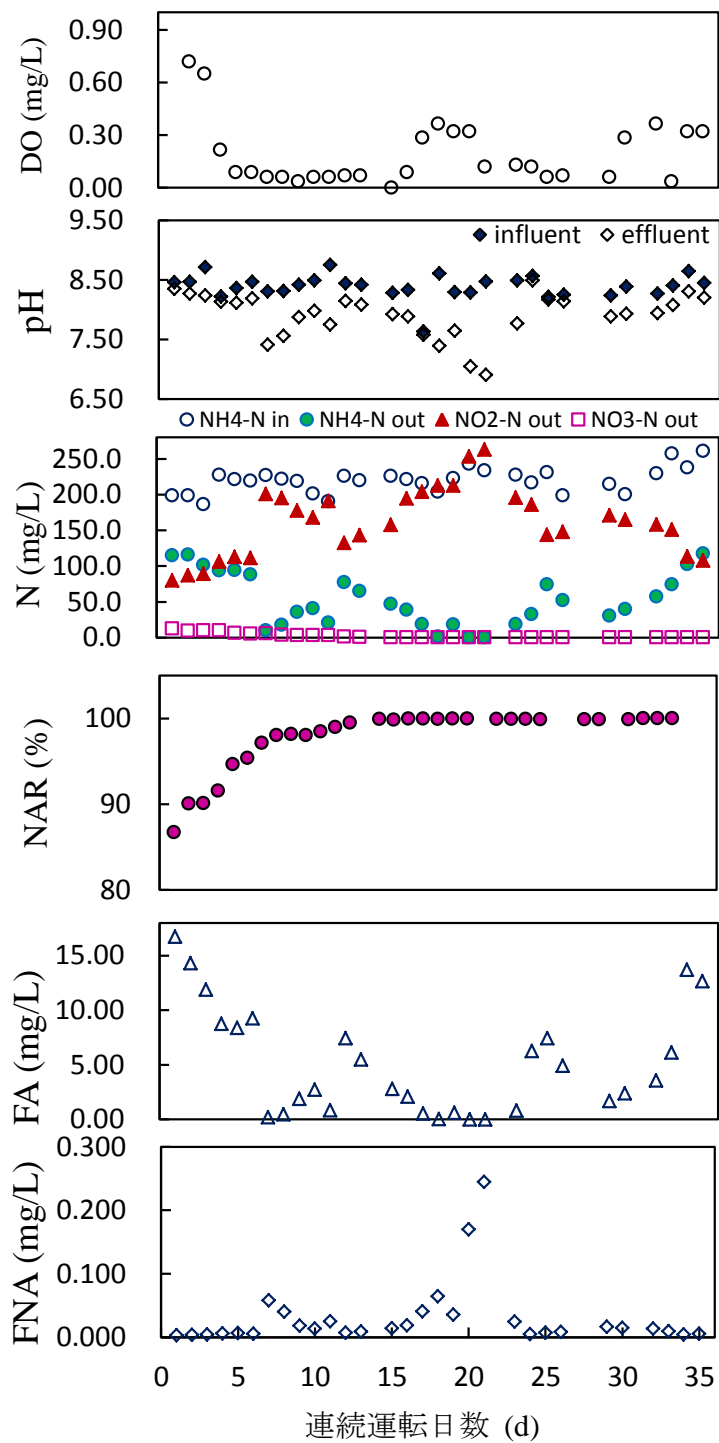 DO (mg/L)
0.90
0.60
0.30
0.00
pH
9.50
8.50
7.50
6.50
influent effluent
NH4-N in NH4-N out NO2-N out NO3-N out
N (mg/L)
250.0
200.0
150.0
100.0
50.0
0.0
NAR (%)
100
90
80
FA (mg/L)
15.00
10.00
5.00
0.00
FNA (mg/L)
0.300
0.200
0.100
0.000
0 5 10 15 20 25 30 35
連続運転日数 (d)